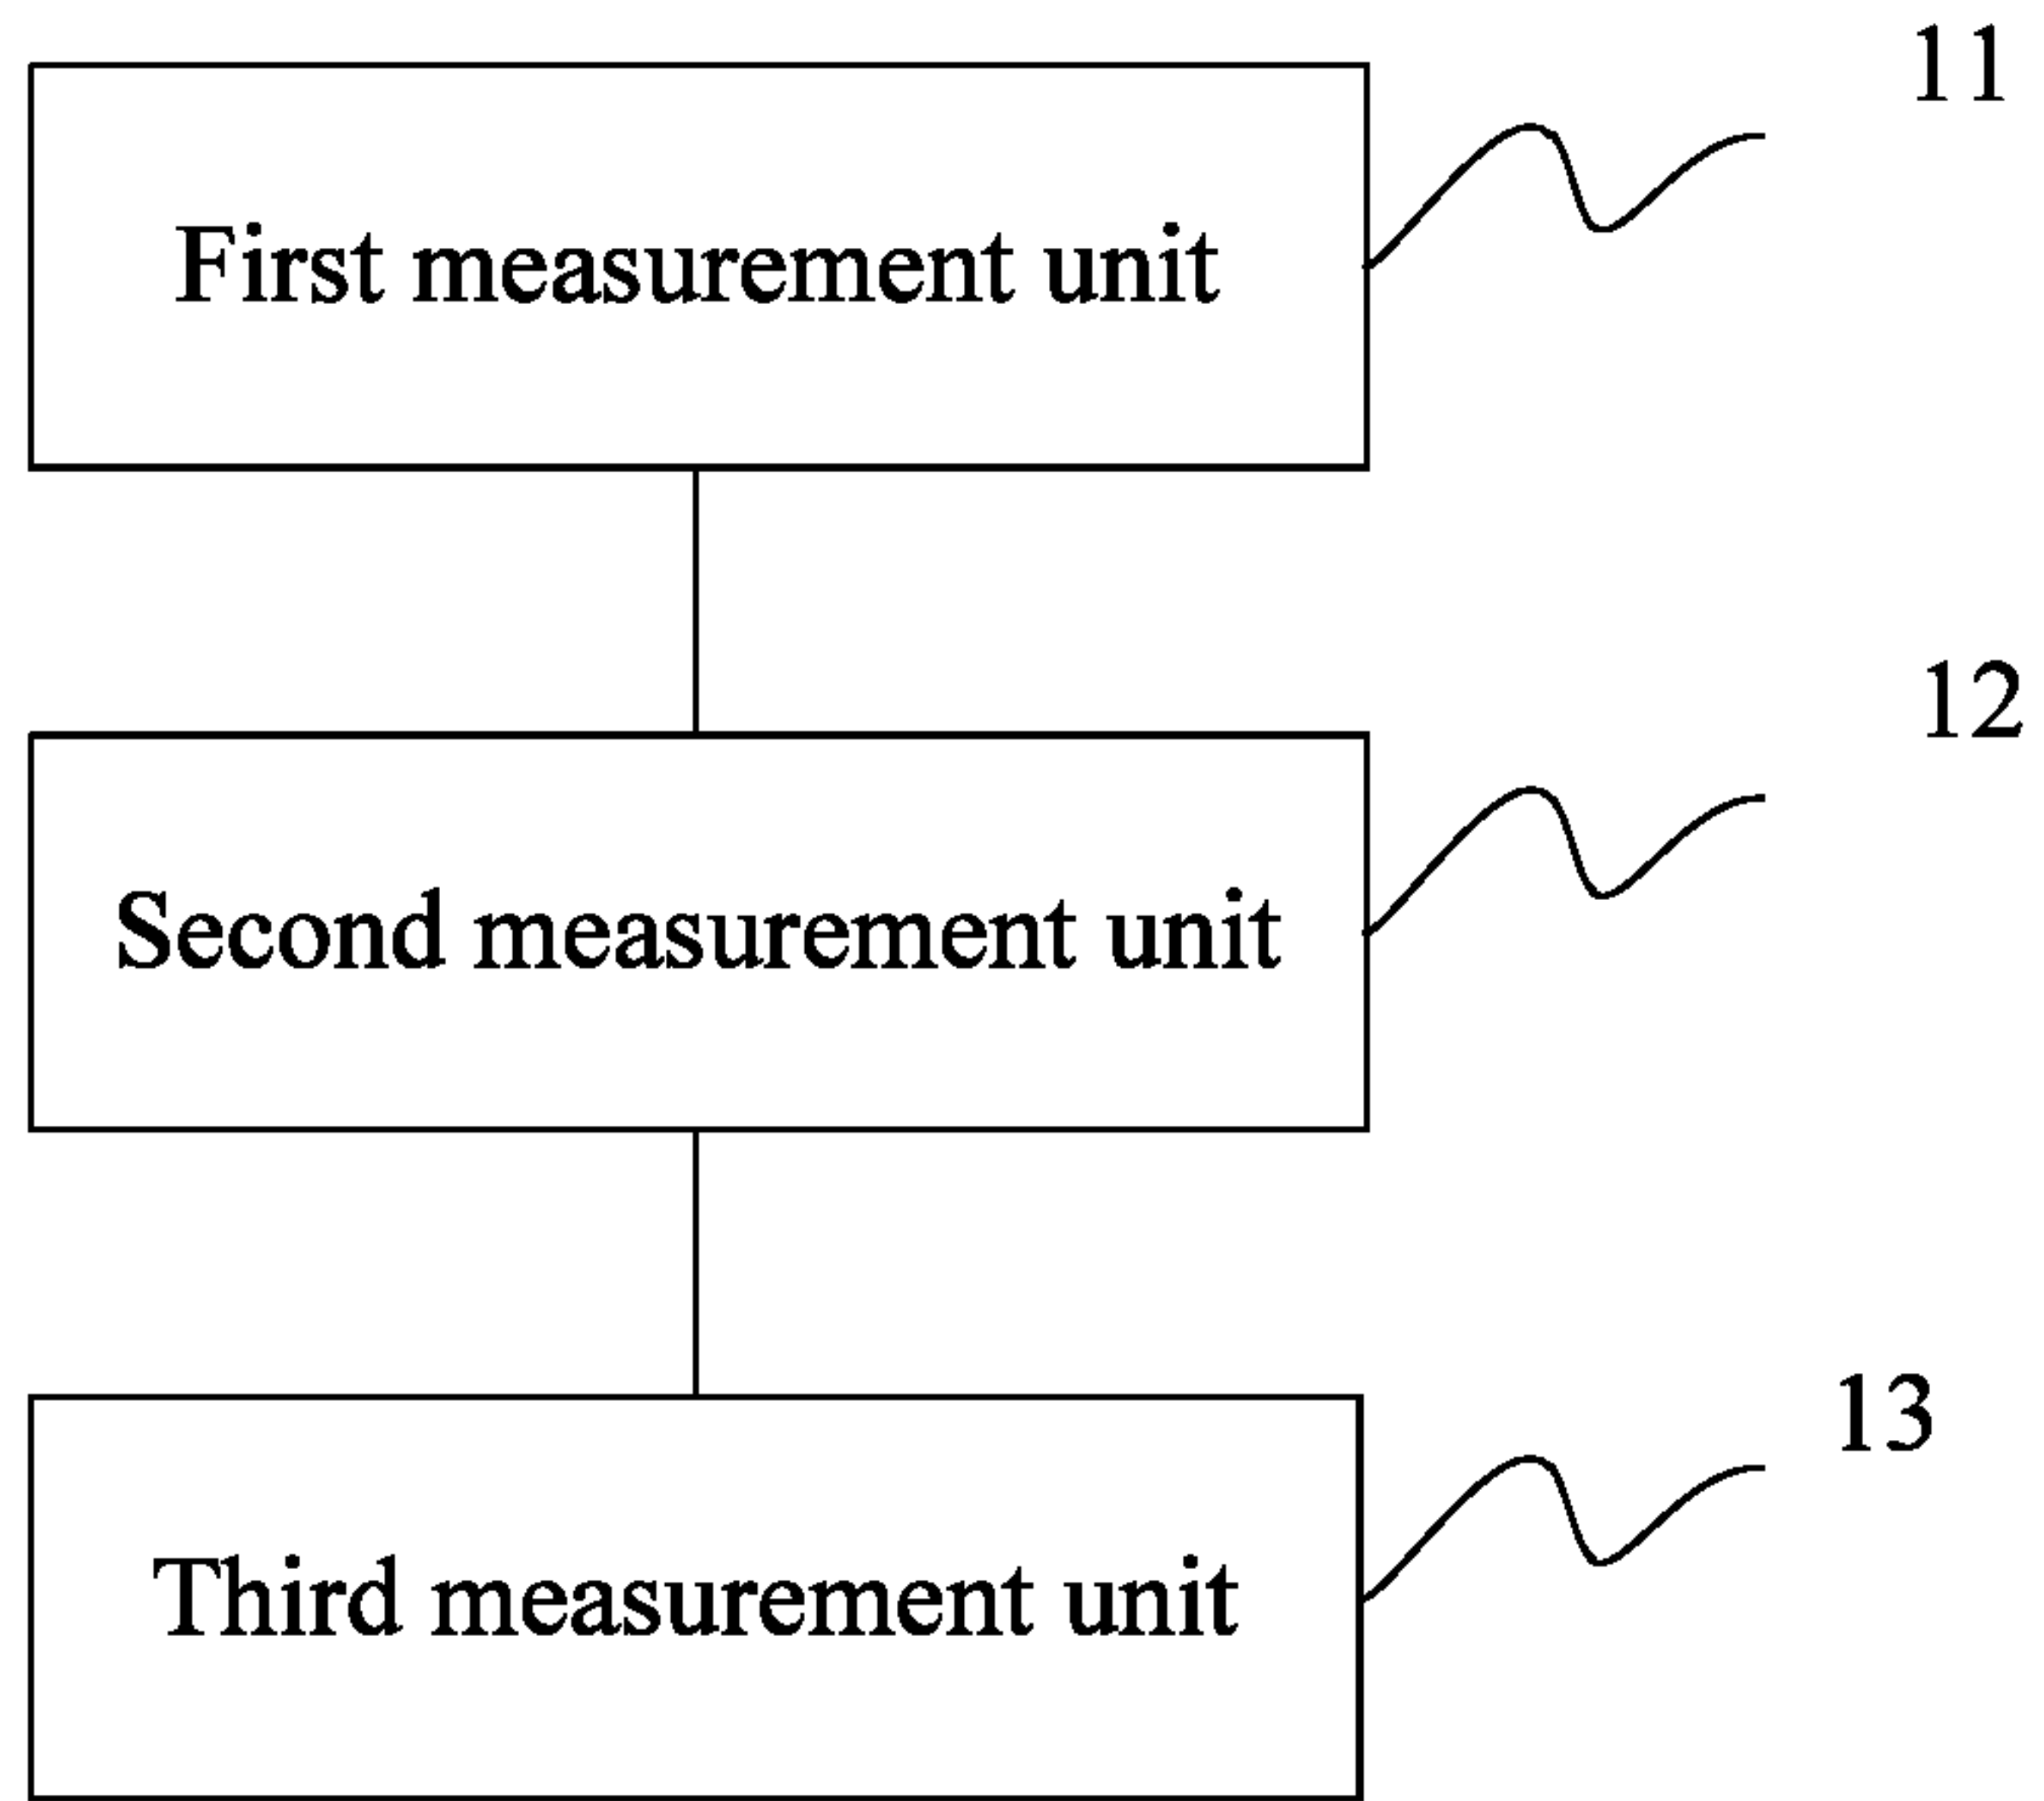 11
First measurement unit
12
Second measurement unit
13
Third measurement unit